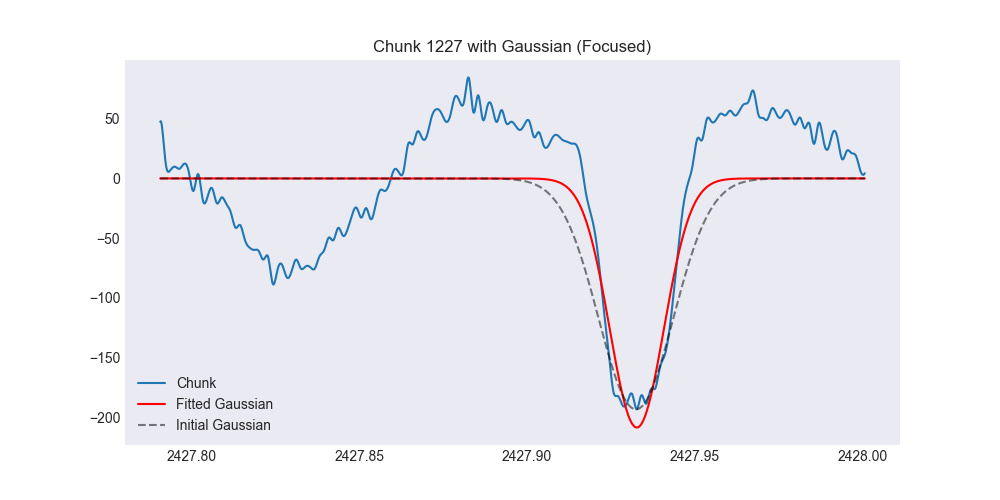 Chunk 1227 with Gaussian (Focused)
50
0
−50
−100
−150
−200
Chunk
Fitted Gaussian
Initial Gaussian
2427.80 2427.85 2427.90 2427.95 2428.00